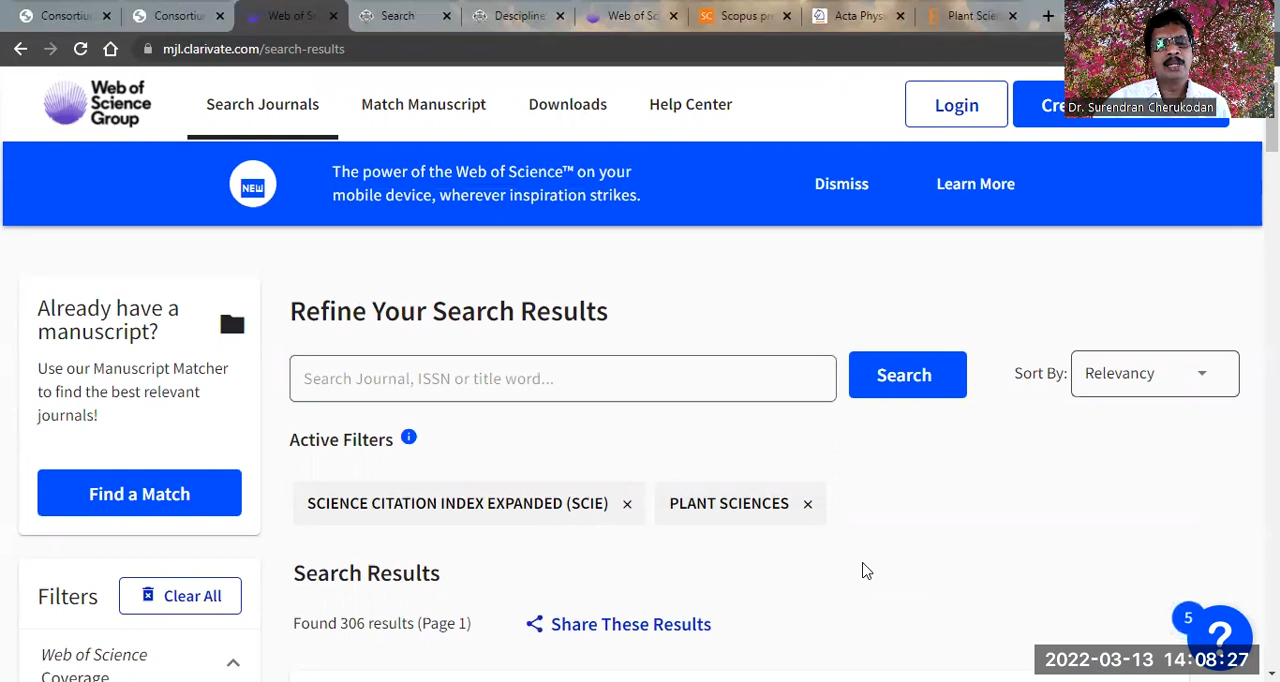 Consortiu
Consortiu
Web of S
Search
Descipline
Web of Sc
SC Scopus pr
Acta Phys
Plant Scie
mjl.clarivate.com/search-results
Dr. Surendran Cherukodan
Web of Science Group
Search Journals
Match Manuscript
Downloads
Help Center
Login
Cre
NEW
The power of the Web of Science™ on your
mobile device, wherever inspiration strikes.
Dismiss
Learn More
Already have a
manuscript?
Use our Manuscript Matcher
to find the best relevant
journals!
Find a Match
Refine Your Search Results
Search Journal, ISSN or title word...
Search
Sort By:
Relevancy
Active Filters
SCIENCE CITATION INDEX EXPANDED (SCIE)
PLANT SCIENCES
Search Results
Found 306 results (Page 1)
Share These Results
Filters
Clear All
Web of Science
Coverage
5
?
2022-03-13 14:08:27